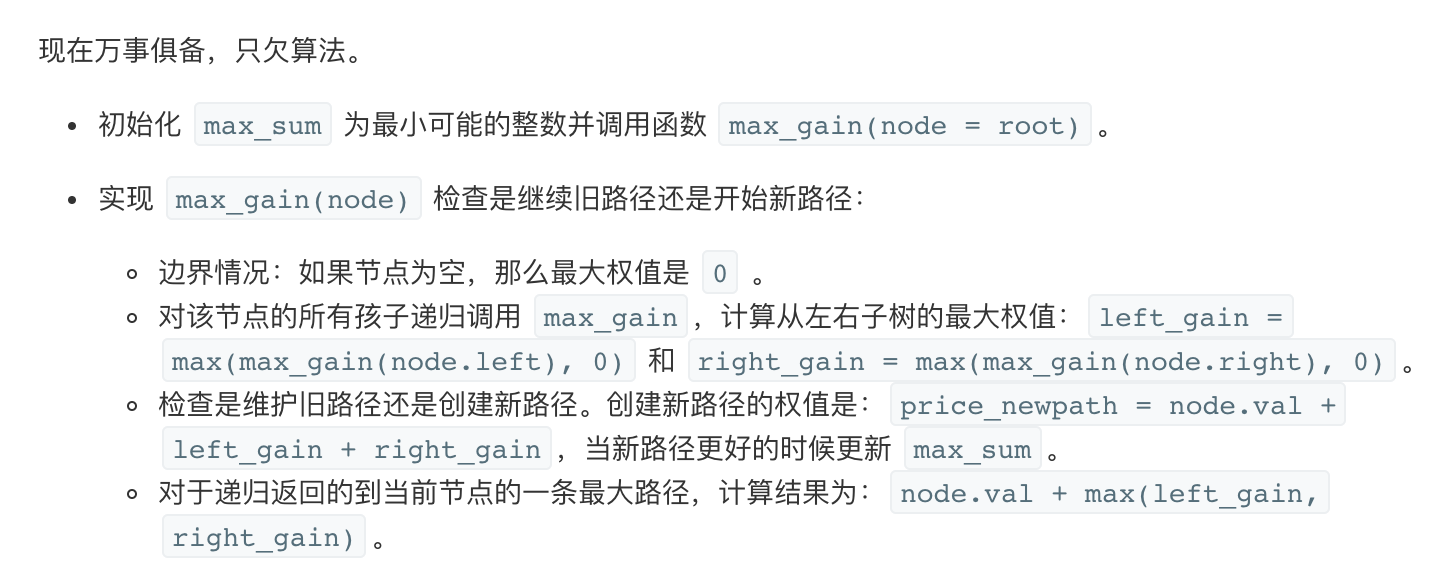 现在万事俱备，只欠算法。
初始化 max_sum 为最小可能的整数并调用函数 max_gain(node = root) 。
实现 max_gain(node) 检查是继续旧路径还是开始新路径：
边界情况：如果节点为空，那么最大权值是 0 。
对该节点的所有孩子递归调用 max_gain，计算从左右子树的最大权值： left_gain =
max(max_gain(node.left), 0) 和 right_gain = max(max_gain(node.right), 0) 。
检查是维护旧路径还是创建新路径。创建新路径的权值是： price_newpath = node.val +
left_gain + right_gain，当新路径更好的时候更新 max_sum 。
对于递归返回的到当前节点的一条最大路径，计算结果为： node.val + max(left_gain,
right_gain) 。